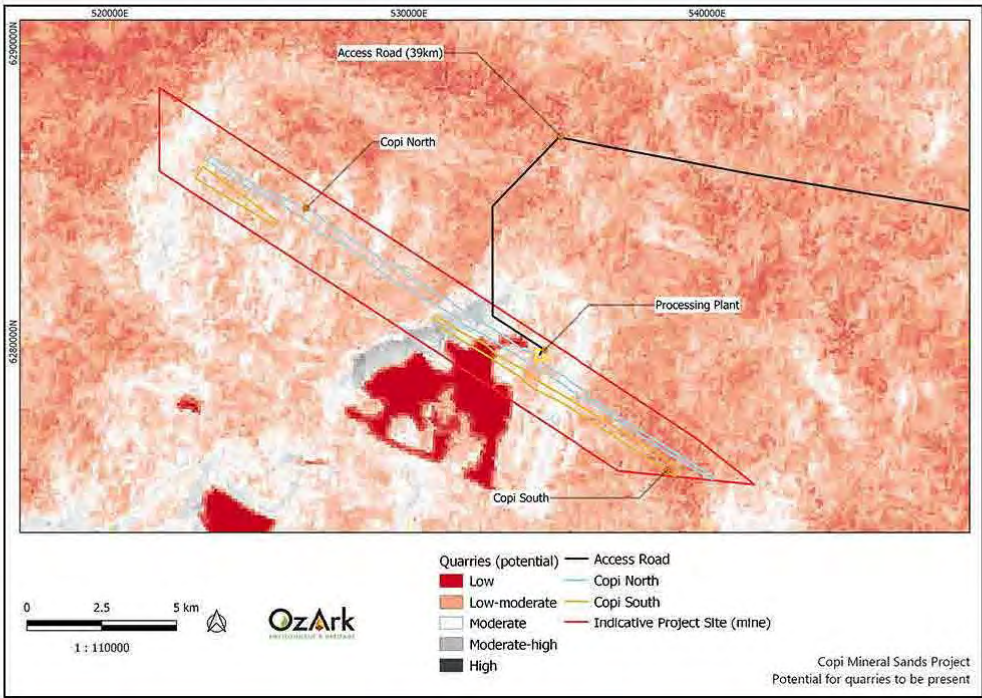 520000E
530000E
540000E
6290000N
6280000N
Access Road (39km)
Copi North
Processing Plant
Copi South
Quarries (potential)
Low
Low-moderate
Moderate
Moderate-high
High
Access Road
Copi North
Copi South
Indicative Project Site (mine)
0 2.5 5 km
1 : 110000
OzArk
ENVIRONMENT & HERITAGE
Copi Mineral Sands Project
Potential for quarries to be present